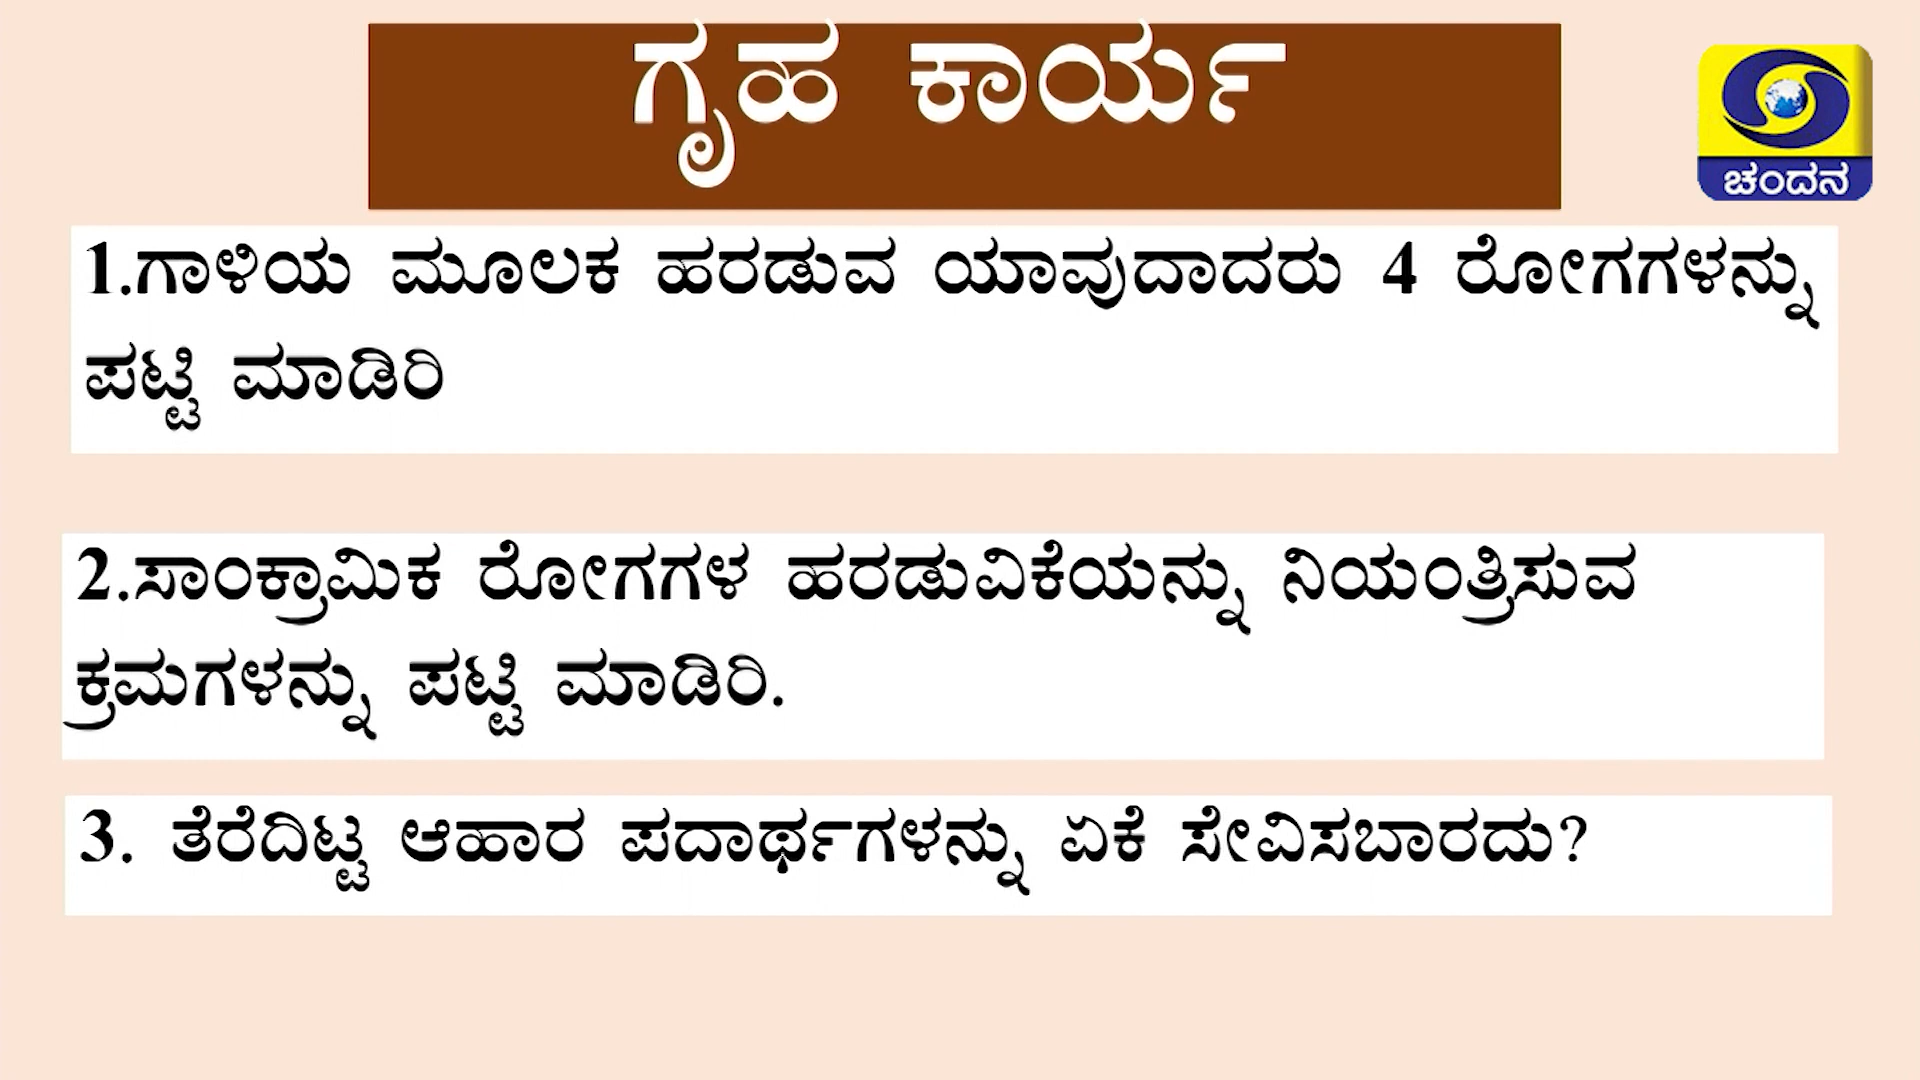 ಗೃಹ ಕಾರ್ಯ
ಚಂದನ
1.ಗಾಳಿಯ ಮೂಲಕ ಹರಡುವ ಯಾವುದಾದರು 4 ರೋಗಗಳನ್ನು
ಪಟ್ಟಿ ಮಾಡಿರಿ
2.ಸಾಂಕ್ರಾಮಿಕ ರೋಗಗಳ ಹರಡುವಿಕೆಯನ್ನು ನಿಯಂತ್ರಿಸುವ
ಕ್ರಮಗಳನ್ನು ಪಟ್ಟಿ ಮಾಡಿರಿ.
3. ತೆರೆದಿಟ್ಟ ಆಹಾರ ಪದಾರ್ಥಗಳನ್ನು ಏಕೆ ಸೇವಿಸಬಾರದು?